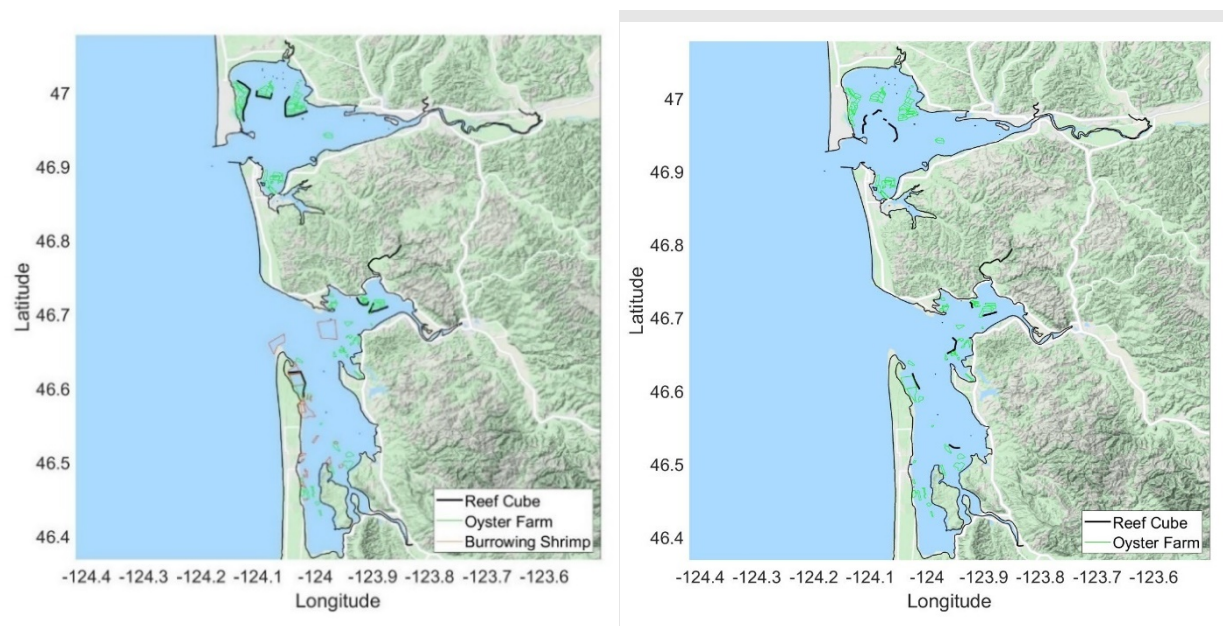 47
46.9
46.8
46.7
46.6
46.5
46.4
Latitude
-124.4 -124.3 -124.2 -124.1 -124 -123.9 -123.8 -123.7 -123.6
Longitude
Reef Cube
Oyster Farm
Burrowing Shrimp
47
46.9
46.8
46.7
46.6
46.5
46.4
Latitude
-124.4 -124.3 -124.2 -124.1 -124 -123.9 -123.8 -123.7 -123.6
Longitude
Reef Cube
Oyster Farm